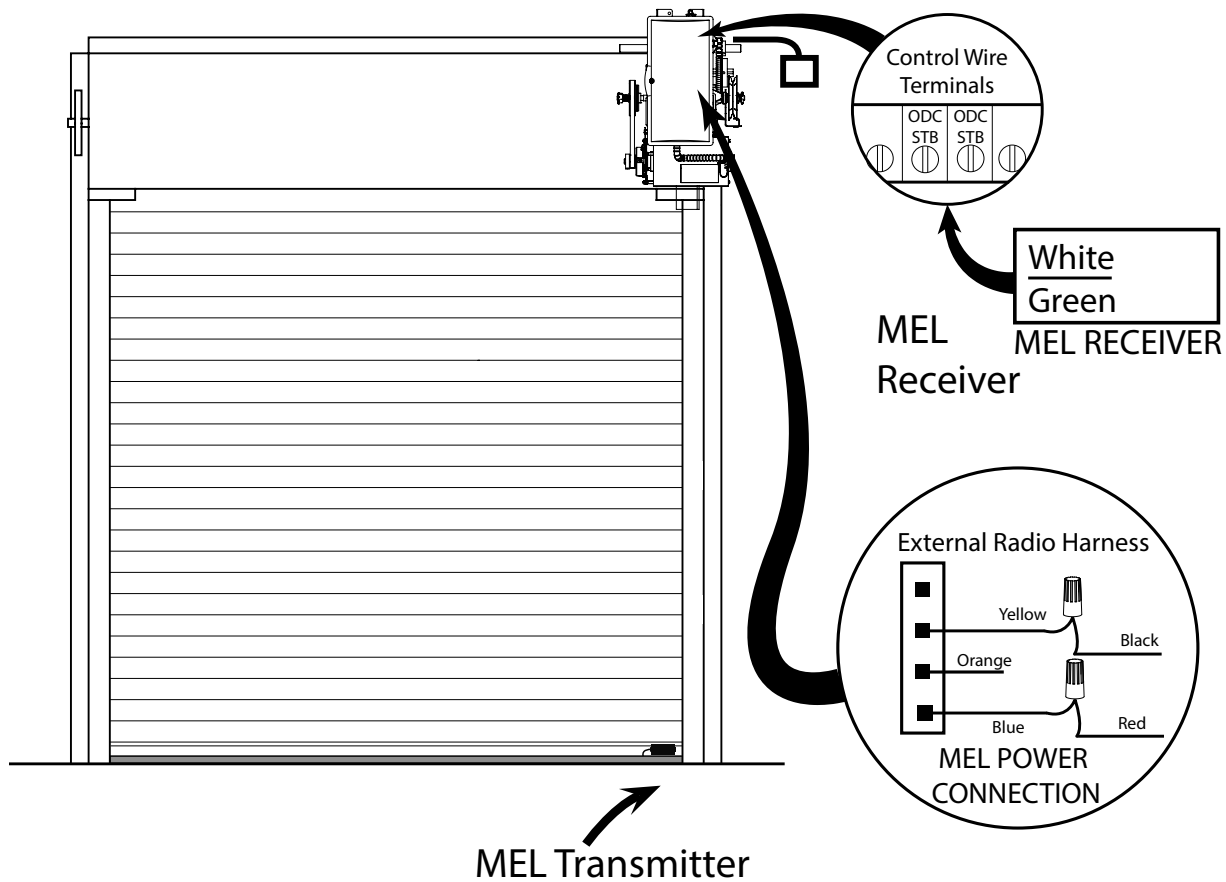 Control Wire
Terminals
ODC ODC
STB STB
White
Green
MEL RECEIVER
MEL
Receiver
External Radio Harness
Yellow
Black
Orange
Blue
Red
MEL POWER
CONNECTION
MEL Transmitter